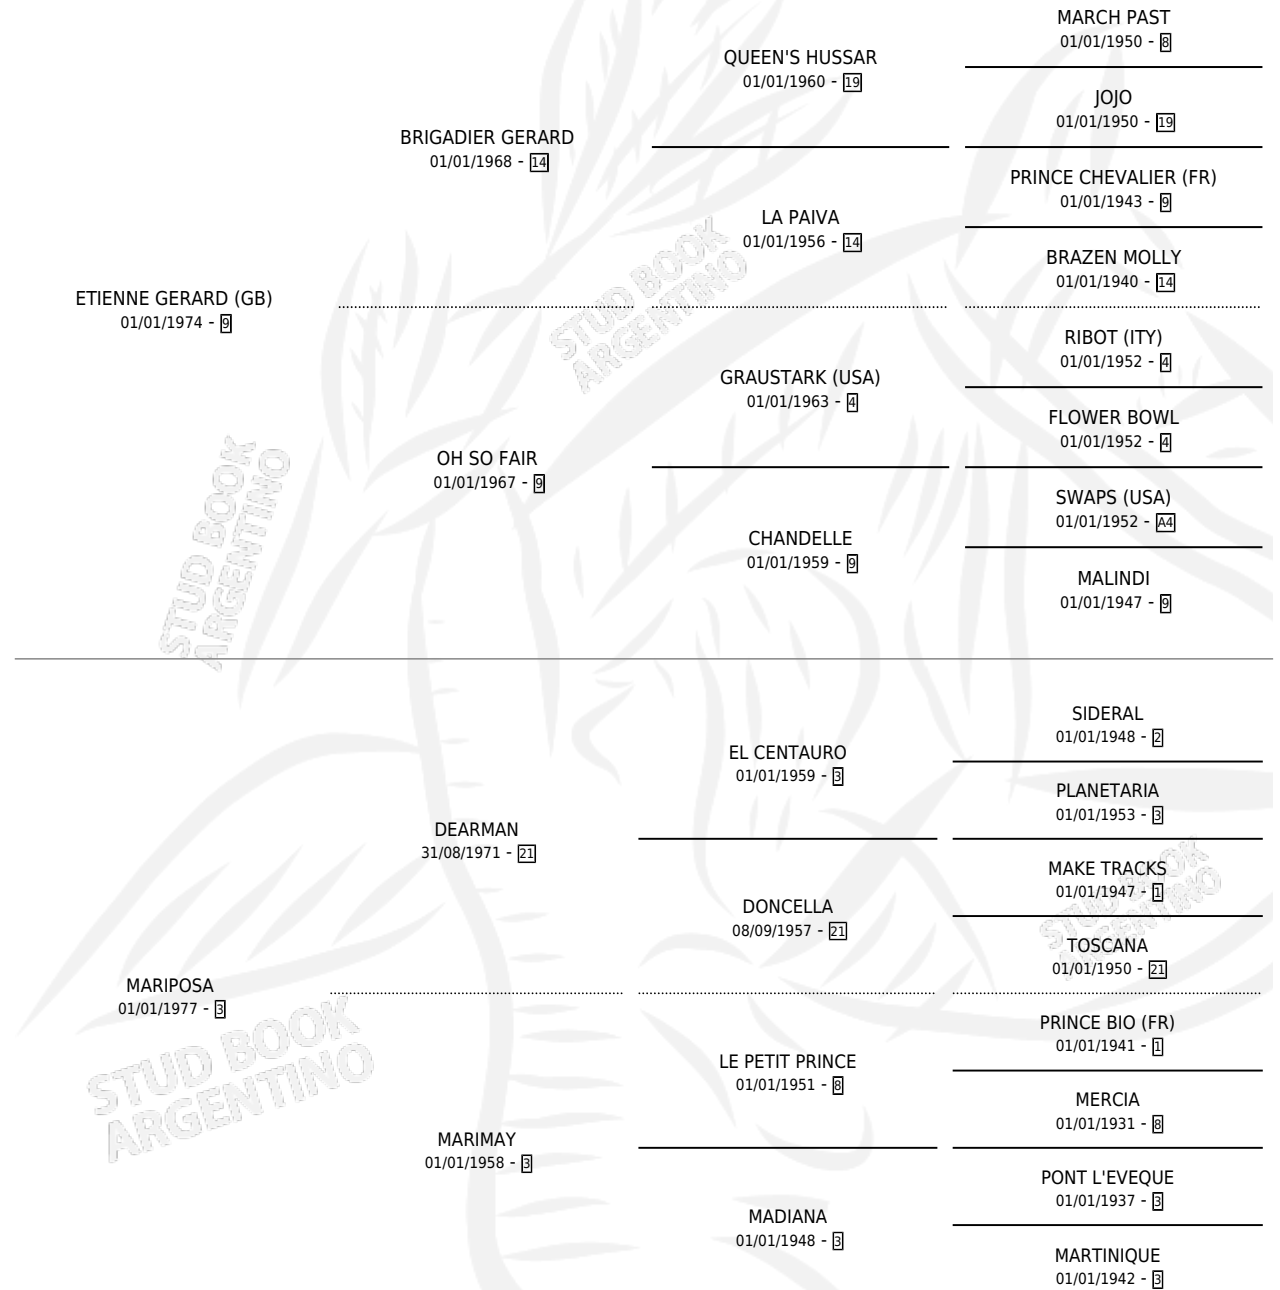 MARCH PAST
01/01/1950 - 8
QUEEN'S HUSSAR
01/01/1960 - 19
JOJO
01/01/1950 - 19
BRIGADIER GERARD
01/01/1968 - 14
PRINCE CHEVALIER (FR)
01/01/1943 - 9
LA PAIVA
01/01/1956 - 14
BRAZEN MOLLY
01/01/1940 - 14
ETIENNE GERARD (GB)
01/01/1974 - 9
RIBOT (ITY)
01/01/1952 - 4
GRAUSTARK (USA)
01/01/1963 - 4
FLOWER BOWL
01/01/1952 - 4
OH SO FAIR
01/01/1967 - 9
SWAPS (USA)
01/01/1952 - A4
CHANDELLE
01/01/1959 - 9
MALINDI
01/01/1947 - 9
SIDERAL
01/01/1948 - 2
EL CENTAURO
01/01/1959 - 3
PLANETARIA
01/01/1953 - 3
DEARMAN
31/08/1971 - 21
MAKE TRACKS
01/01/1947 - 1
DONCELLA
08/09/1957 - 21
TOSCANA
01/01/1950 - 21
MARIPOSA
01/01/1977 - 3
PRINCE BIO (FR)
01/01/1941 - 1
LE PETIT PRINCE
01/01/1951 - 8
MERCIA
01/01/1931 - 8
MARIMAY
01/01/1958 - 3
PONT L'EVEQUE
01/01/1937 - 3
MADIANA
01/01/1948 - 3
MARTINIQUE
01/01/1942 - 3
STUD BOOK
ARGENTINO
STUD BOOK
ARGENTINO
STUD BOOK
ARGENTINO
STUD BOOK
ARGENTINO